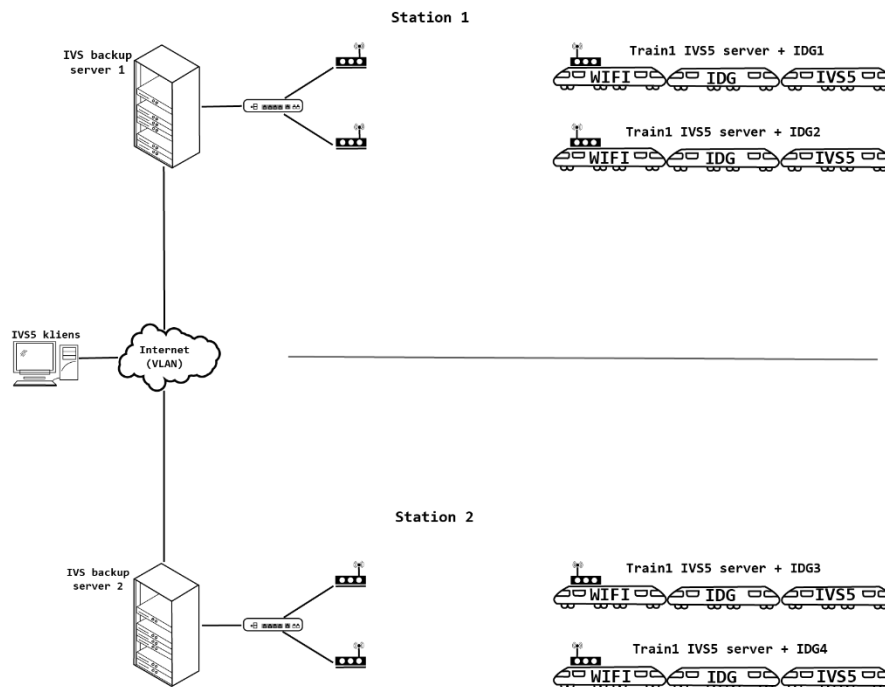 Station 1
IVS backup
server 1
Train1 IVS5 server + IDG1
WIFI IDG IVS5
Train1 IVS5 server + IDG2
WIFI IDG IVS5
IVS5 kliens
Internet
(VLAN)
Station 2
IVS backup
server 2
Train1 IVS5 server + IDG3
WIFI IDG IVS5
Train1 IVS5 server + IDG4
WIFI IDG IVS5